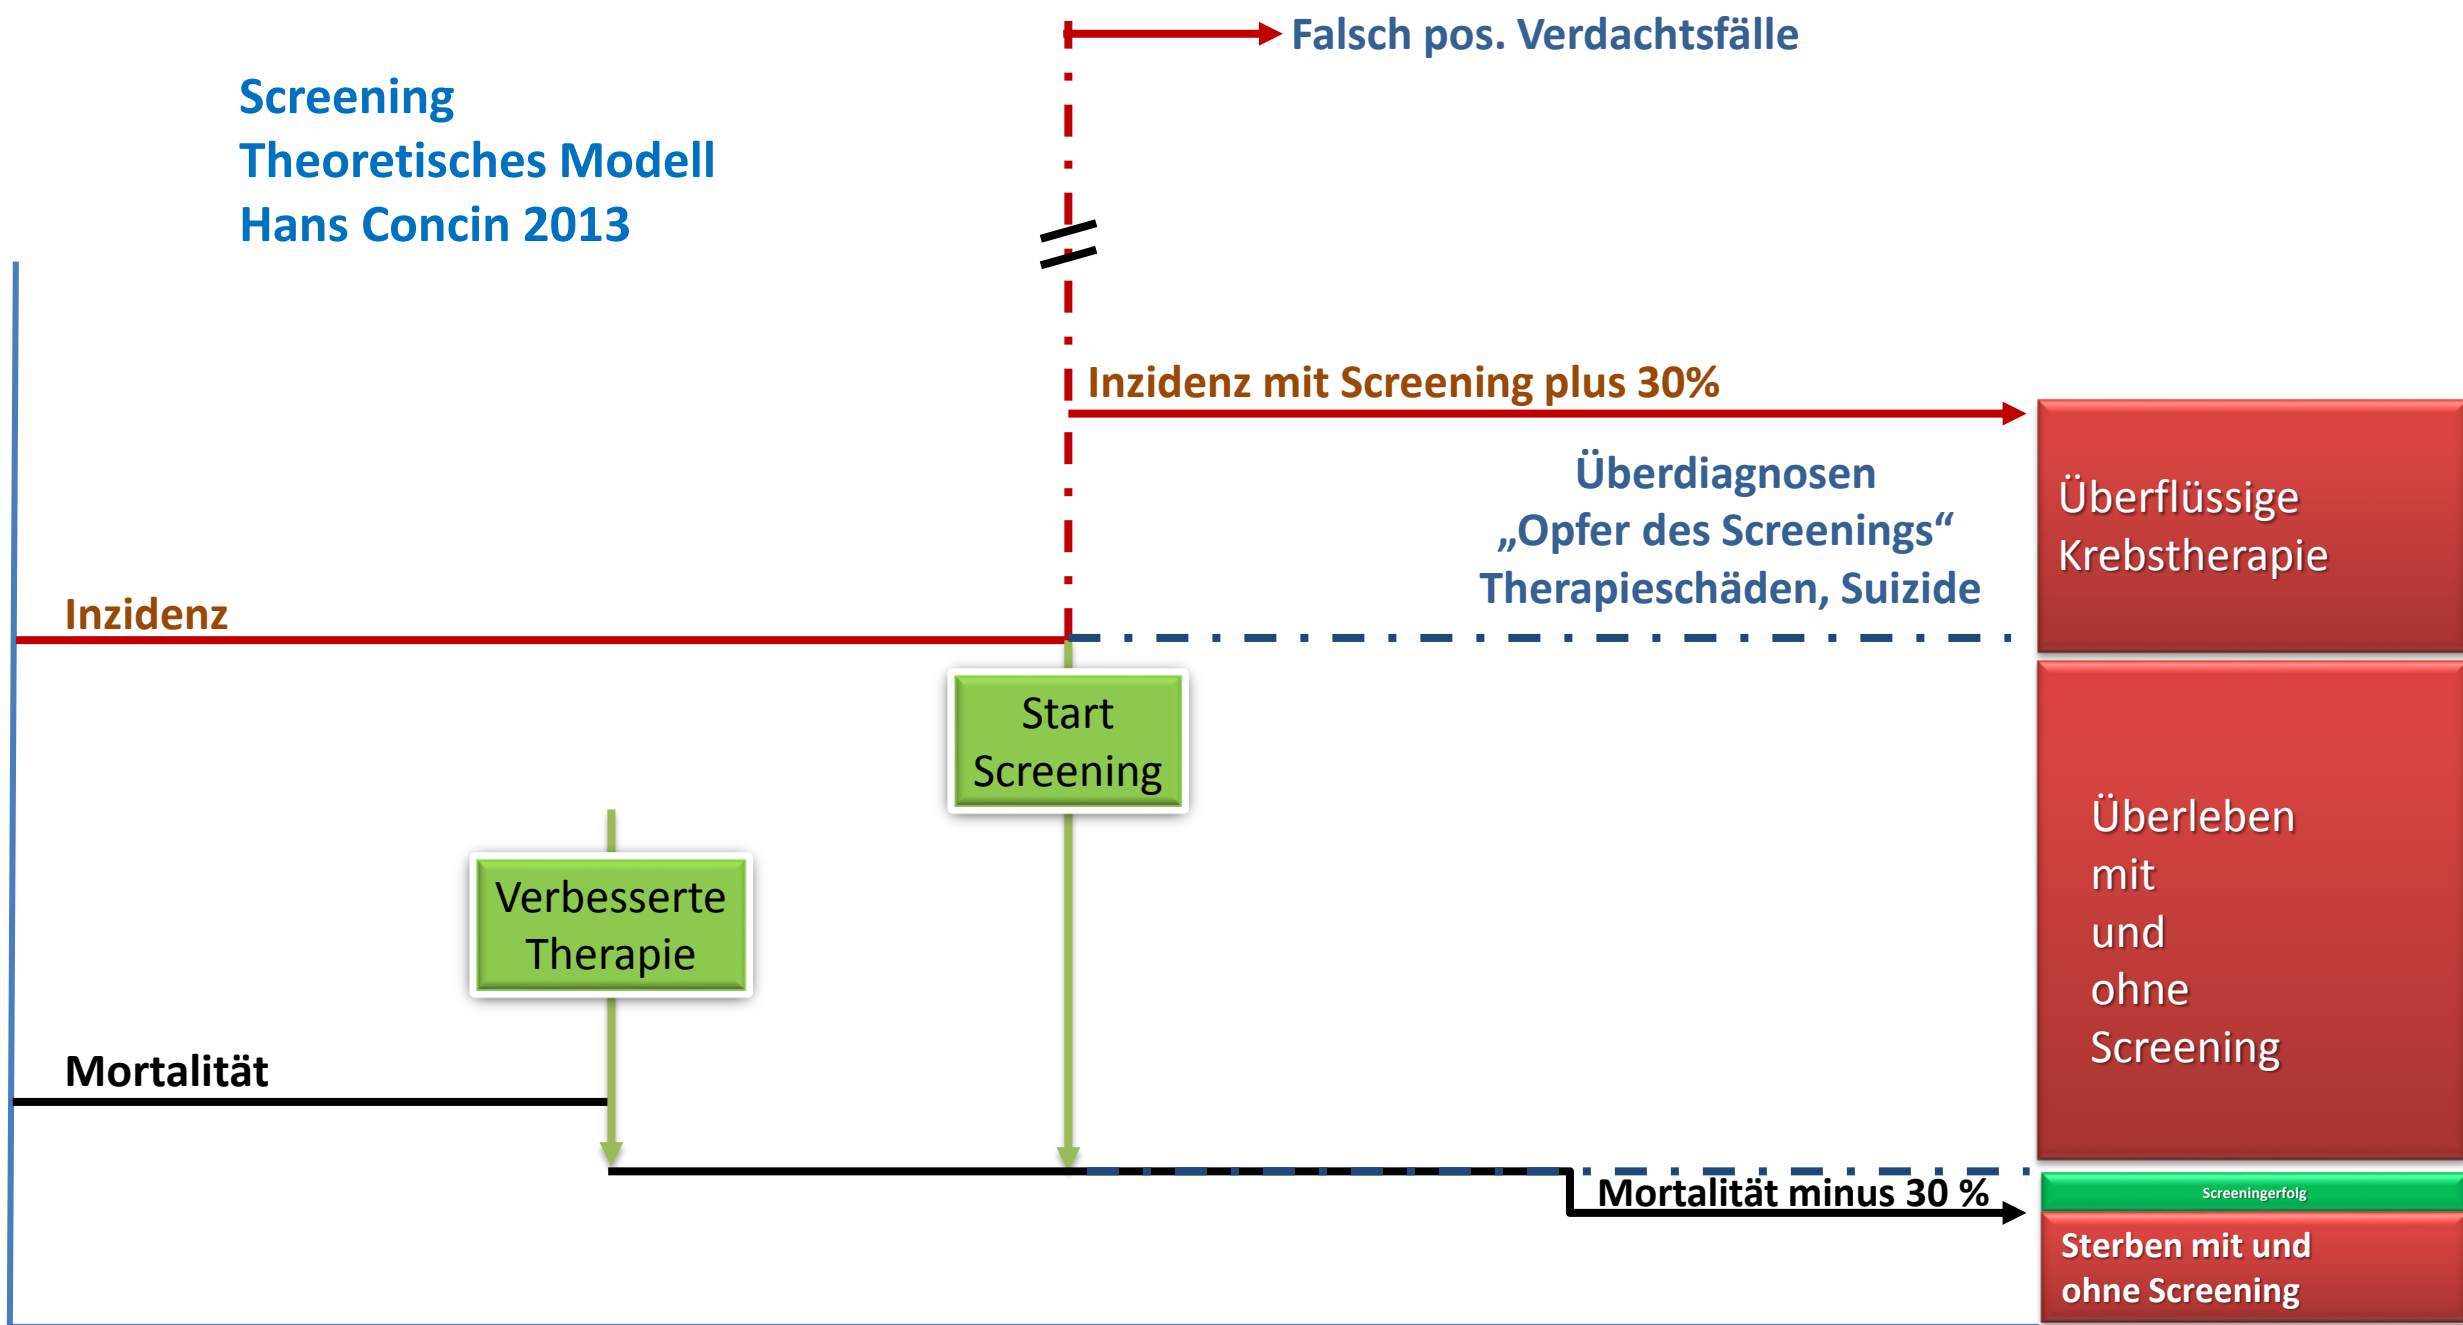 Falsch pos. Verdachtsfälle
Screening
Theoretisches Modell
Hans Concin 2013
Inzidenz mit Screening plus 30%
Überdiagnosen
„Opfer des Screenings“
Therapieschäden, Suizide
Überflüssige
Krebstherapie
Inzidenz
Start
Screening
Verbesserte
Therapie
Überleben
mit
und
ohne
Screening
Mortalität
Mortalität minus 30 %
Screeningerfolg
Sterben mit und
ohne Screening